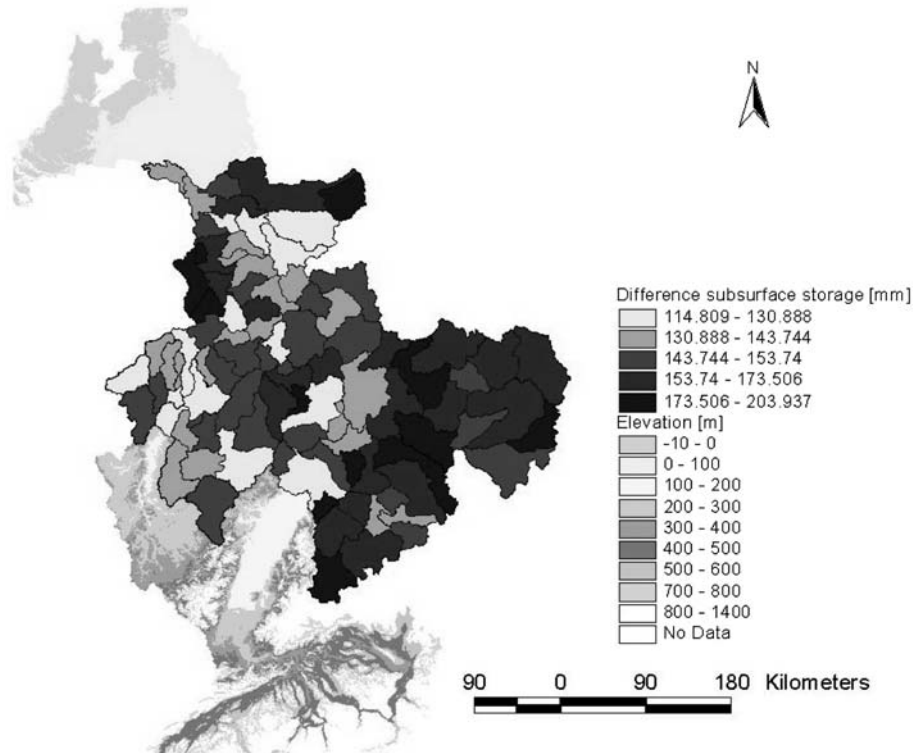 N
Difference subsurface storage [mm]
114.809 - 130.888
130.888 - 143.744
143.744 - 153.74
153.74 - 173.506
173.506 - 203.937
Elevation [m]
-10 - 0
0 - 100
100 - 200
200 - 300
300 - 400
400 - 500
500 - 600
700 - 800
800 - 1400
No Data
90 0 90 180 Kilometers